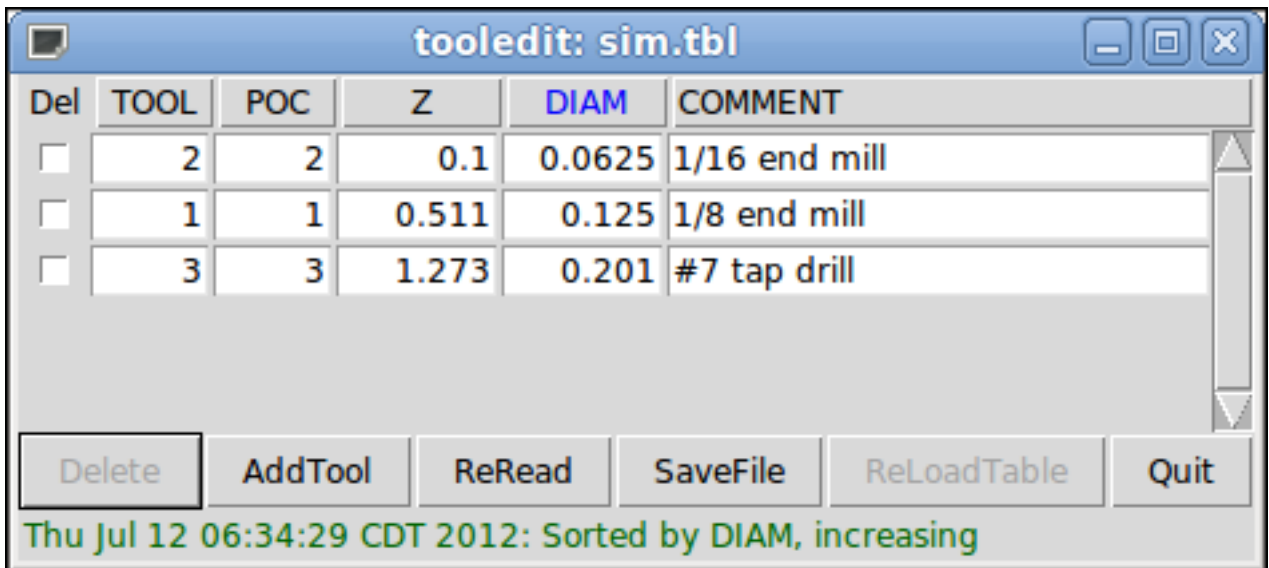 tooledit: sim.tbl
Del TOOL POC Z DIAM COMMENT
2 2 0.1 0.0625 1/16 end mill
1 1 0.511 0.125 1/8 end mill
3 3 1.273 0.201 #7 tap drill
Delete AddTool ReRead SaveFile ReLoadTable Quit
Thu Jul 12 06:34:29 CDT 2012: Sorted by DIAM, increasing